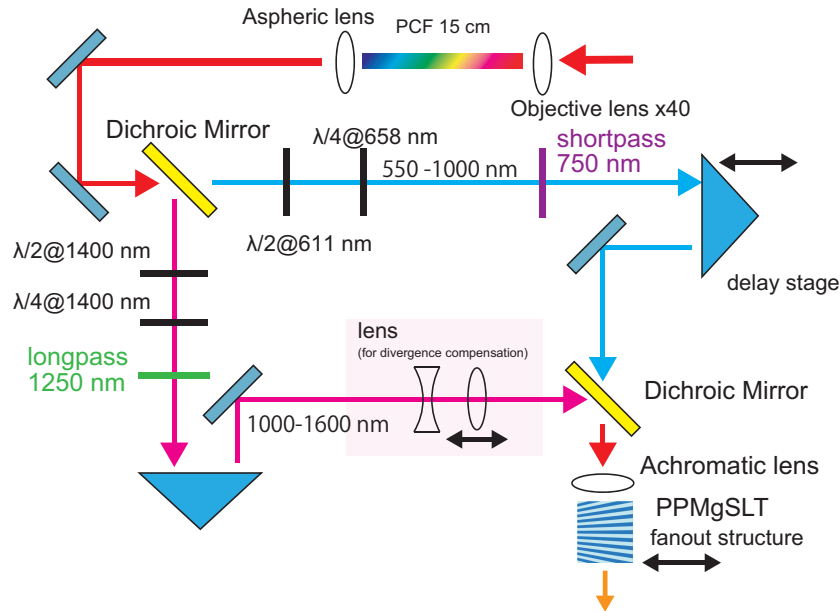 Aspheric lens
PCF 15 cm
Objective lens x40
Dichroic Mirror
λ/4@658 nm
550 -1000 nm
shortpass
750 nm
λ/2@611 nm
λ/2@1400 nm
λ/4@1400 nm
delay stage
longpass
1250 nm
lens
(for divergence compensation)
1000-1600 nm
Dichroic Mirror
Achromatic lens
PPMgSLT
fanout structure